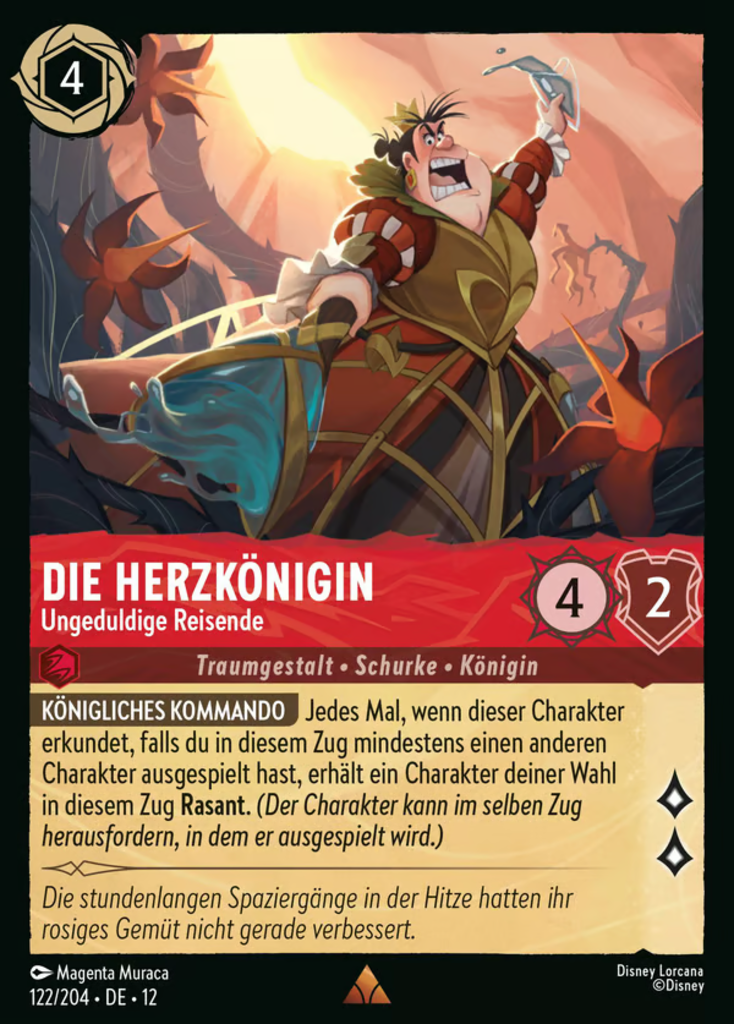 4
DIE HERZKÖNIGIN
Ungeduldige Reisende
4
2
Traumgestalt • Schurke • Königin
KÖNIGLICHES KOMMANDO Jedes Mal, wenn dieser Charakter
erkundet, falls du in diesem Zug mindestens einen anderen
Charakter ausgespielt hast, erhält ein Charakter deiner Wahl
in diesem Zug Rasant. (Der Charakter kann im selben Zug
herausfordern, in dem er ausgespielt wird.)
Die stundenlangen Spaziergänge in der Hitze hatten ihr
rosiges Gemüt nicht gerade verbessert.
Magenta Muraca
122/204 • DE • 12
Disney Lorcana
©Disney